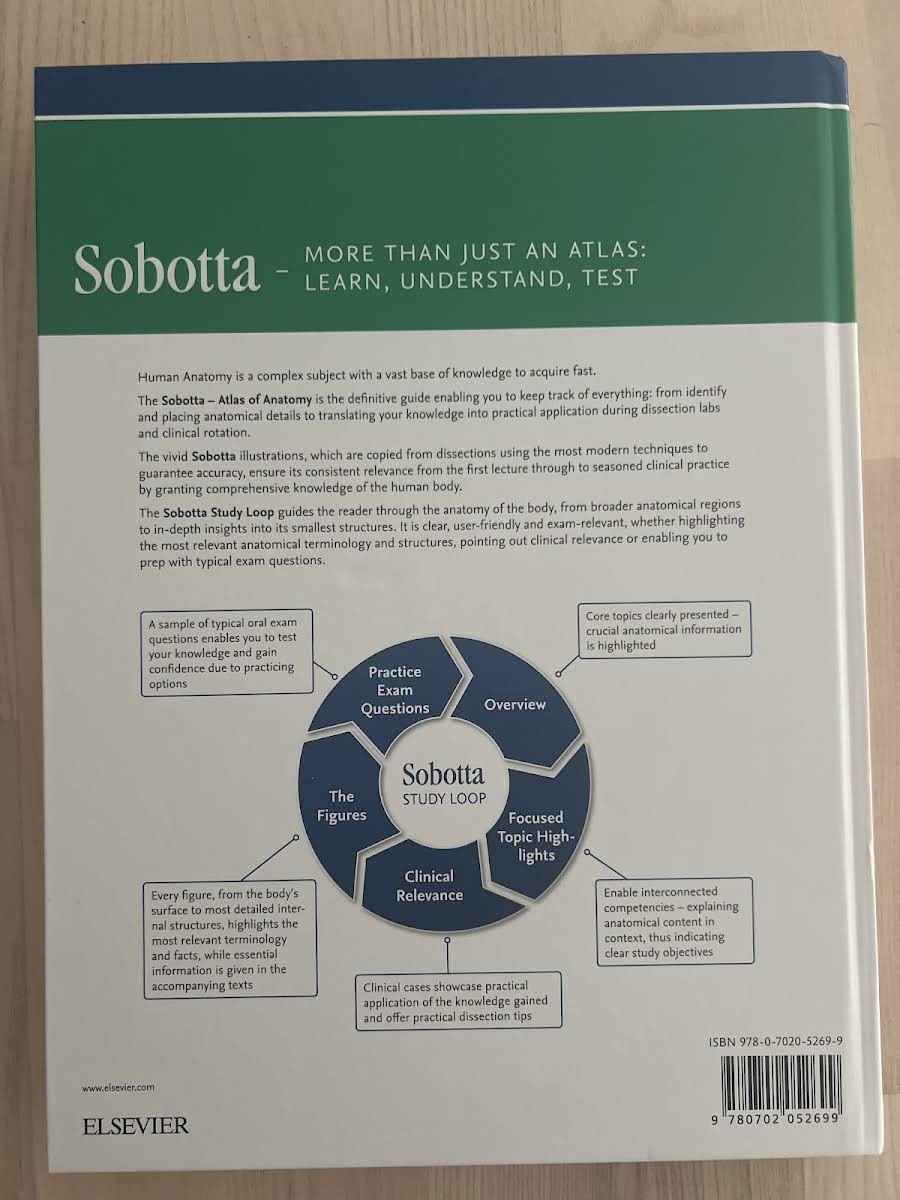 Sobotta – MORE THAN JUST AN ATLAS:
LEARN, UNDERSTAND, TEST
Human Anatomy is a complex subject with a vast base of knowledge to acquire fast.
The Sobotta – Atlas of Anatomy is the definitive guide enabling you to keep track of everything: from identify
and placing anatomical details to translating your knowledge into practical application during dissection labs
and clinical rotation.
The vivid Sobotta illustrations, which are copied from dissections using the most modern techniques to
guarantee accuracy, ensure its consistent relevance from the first lecture through to seasoned clinical practice
by granting comprehensive knowledge of the human body.
The Sobotta Study Loop guides the reader through the anatomy of the body, from broader anatomical regions
to in-depth insights into its smallest structures. It is clear, user-friendly and exam-relevant, whether highlighting
the most relevant anatomical terminology and structures, pointing out clinical relevance or enabling you to
prep with typical exam questions.
A sample of typical oral exam
questions enables you to test
your knowledge and gain
confidence due to practicing
options
Core topics clearly presented –
crucial anatomical information
is highlighted
Practice
Exam
Questions
Overview
Sobotta
STUDY LOOP
The
Figures
Focused
Topic High-
lights
Clinical
Relevance
Every figure, from the body's
surface to most detailed inter-
nal structures, highlights the
most relevant terminology
and facts, while essential
information is given in the
accompanying texts
Enable interconnected
competencies – explaining
anatomical content in
context, thus indicating
clear study objectives
Clinical cases showcase practical
application of the knowledge gained
and offer practical dissection tips
ISBN 978-0-7020-5269-9
9 780702 052699
www.elsevier.com
ELSEVIER